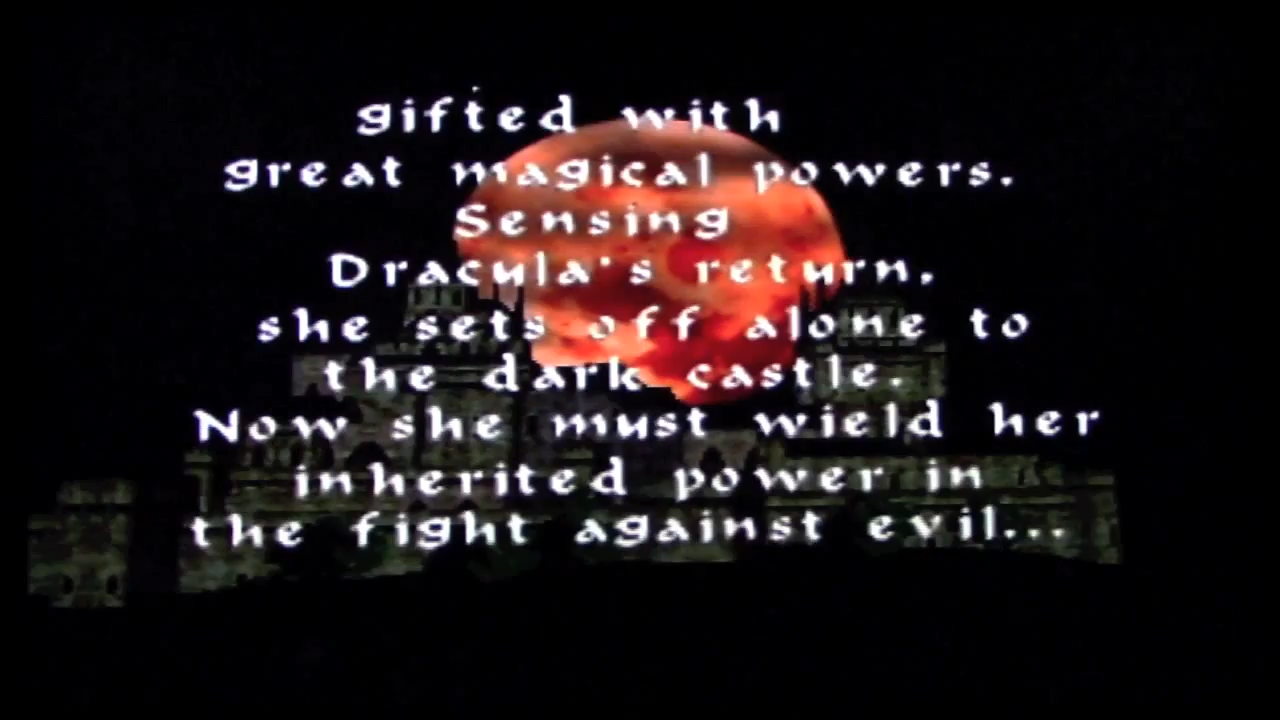 gifted with
great magical powers.
Sensing
Dracula's return,
she sets off alone to
the dark castle.
Now she must wield her
inherited power in
the fight against evil...